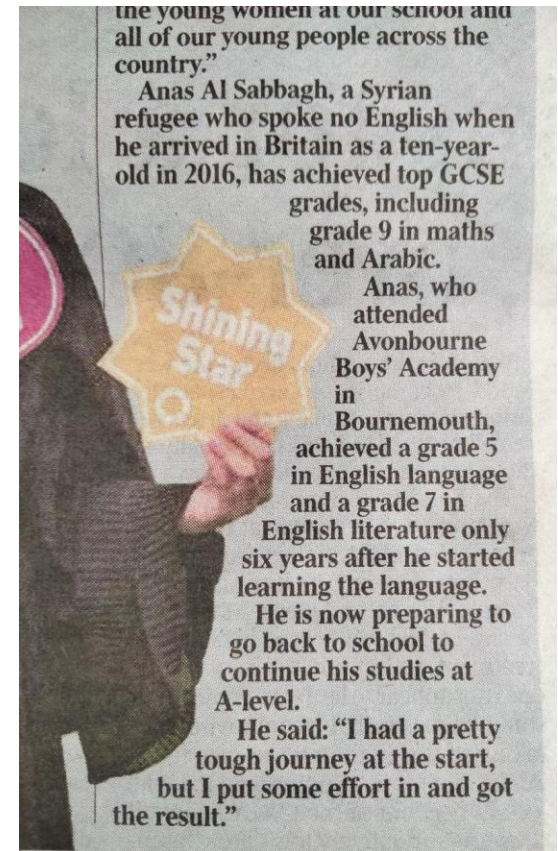 the young women at our school and
all of our young people across the
country.”
Anas Al Sabbagh, a Syrian
refugee who spoke no English when
he arrived in Britain as a ten-year-
old in 2016, has achieved top GCSE
grades, including
grade 9 in maths
and Arabic.
Anas, who
attended
Avonbourne
Boys’ Academy
in
Bournemouth,
achieved a grade 5
in English language
and a grade 7 in
English literature only
six years after he started
learning the language.
He is now preparing to
go back to school to
continue his studies at
A-level.
He said: “I had a pretty
tough journey at the start,
but I put some effort in and got
the result.”
Shining
Star